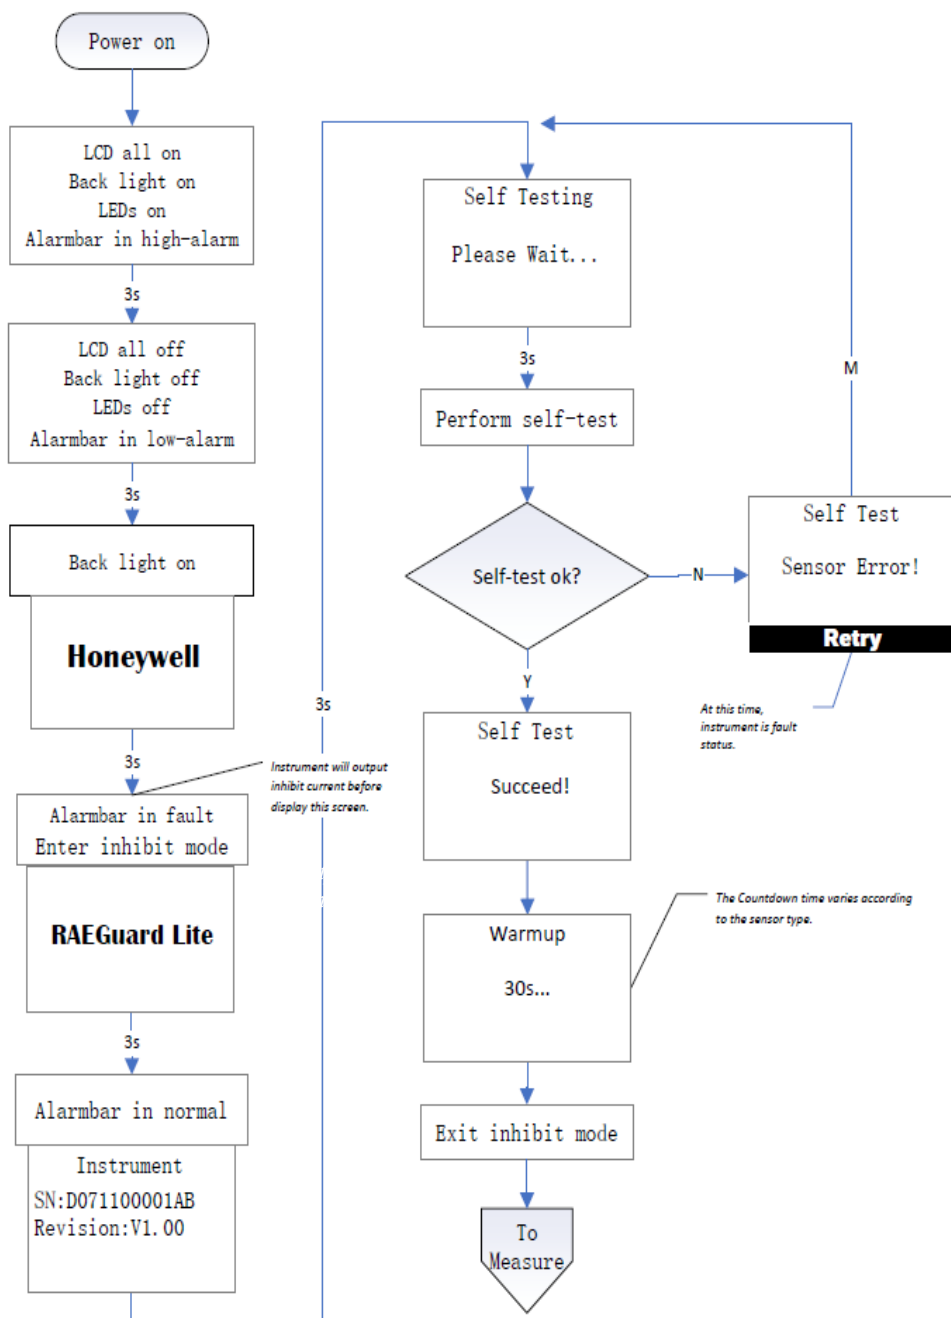 Power on
LCD all on
Back light on
LEDs on
Alarmbar in high-alarm
3s
LCD all off
Back light off
LEDs off
Alarmbar in low-alarm
3s
Back light on
Honeywell
3s
Instrument will output
inhibit current before
display this screen.
Alarmbar in fault
Enter inhibit mode
RAEGuard Lite
3s
Alarmbar in normal
Instrument
SN:D071100001AB
Revision:V1.00
3s
Self Testing
Please Wait...
3s
Perform self-test
Self-test ok?
N
Self Test
Sensor Error!
Retry
M
At this time,
instrument is fault
status.
Y
Self Test
Succeed!
Warmup
30s...
The Countdown time varies according
to the sensor type.
Exit inhibit mode
To
Measure